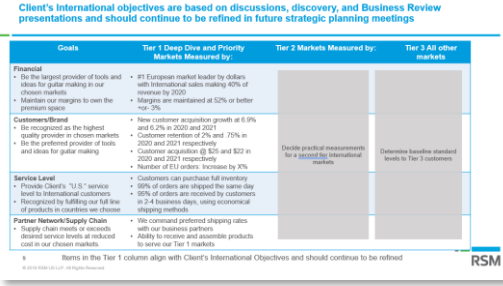 Client's International objectives are based on discussions, discovery, and Business Review
presentations and should continue to be refined in future strategic planning meetings
Goals
Tier 1 Deep Dive and Priority
Markets Measured by:
Tier 2 Markets Measured by:
Tier 3 All other
markets
Financial
• Be the largest provider of tools and
ideas for guitar making in our
chosen markets
• Maintain our margins to own the
premium space
• #1 European market leader by dollars
with International sales making 40% of
revenue by 2020
• Margins are maintained at 52% or better
+or- 3%
Customers/Brand
• Be recognized as the highest
quality provider in chosen markets
• Be the preferred provider of tools
and ideas for guitar making
• New customer acquisition growth at 6.9%
and 6.2% in 2020 and 2021
• Customer retention of 2% and 75% in
2020 and 2021 respectively
• Customer acquisition @ $25 and $22 in
2020 and 2021 respectively
• Number of EU orders: Increase by X%
Decide practical measurements
for a second tier international
markets
Determine baseline standard
levels to Tier 3 customers
Service Level
• Provide Client's "U.S." service
level to International customers
• Recognized by fulfilling our full line
of products in countries we choose
• Customers can purchase full inventory
• 99% of orders are shipped the same day
• 95% of orders are received by customers
in 2-4 business days, using economical
shipping methods
Partner Network/Supply Chain
• Supply chain meets or exceeds
desired service levels at reduced
cost in our chosen markets
• We command preferred shipping rates
with our business partners
• Ability to receive and assemble products
to serve our Tier 1 markets
Items in the Tier 1 column align with Client's International Objectives and should continue to be refined
© 2019 RSM US LLP. All Rights Reserved.
RSM